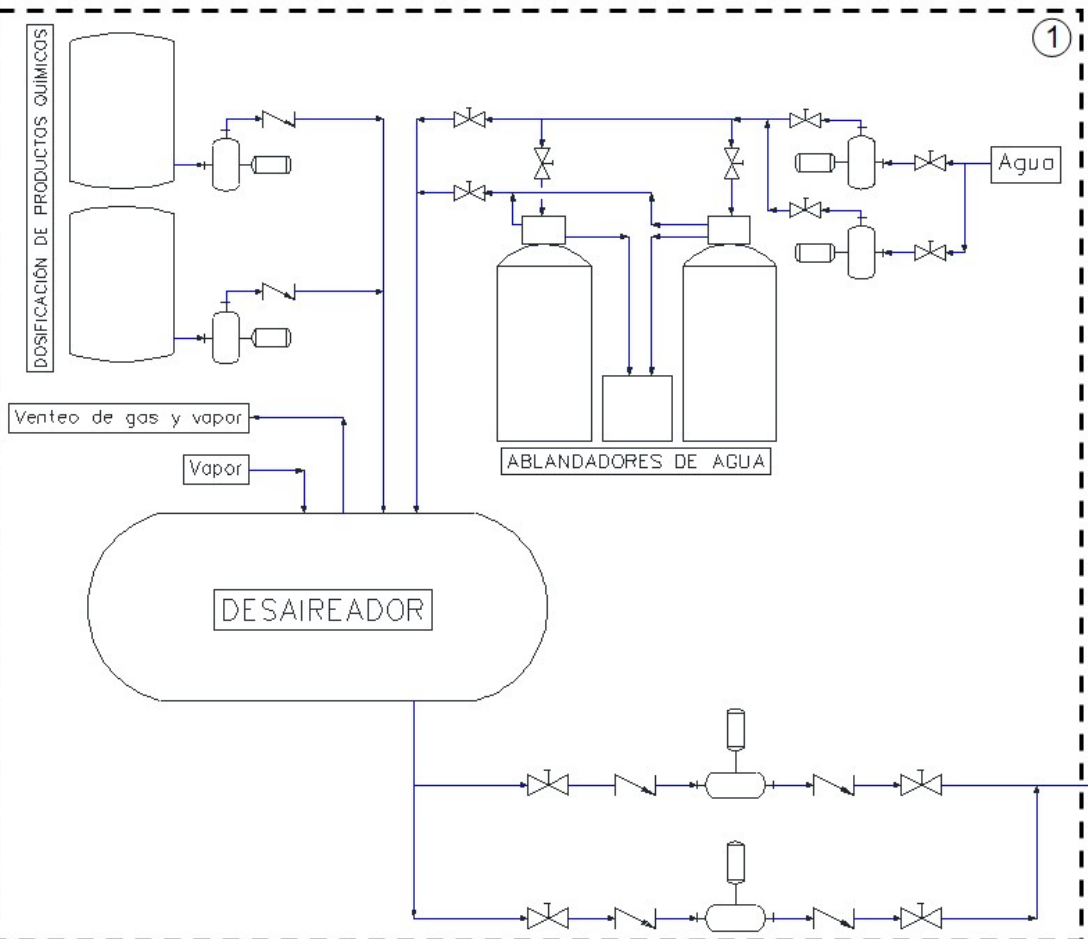 1
DOSIFICACIÓN DE PRODUCTOS QUÍMICOS
Agua
Venteo de gas y vapor
Vapor
ABLANDADORES DE AGUA
DESAIREADOR